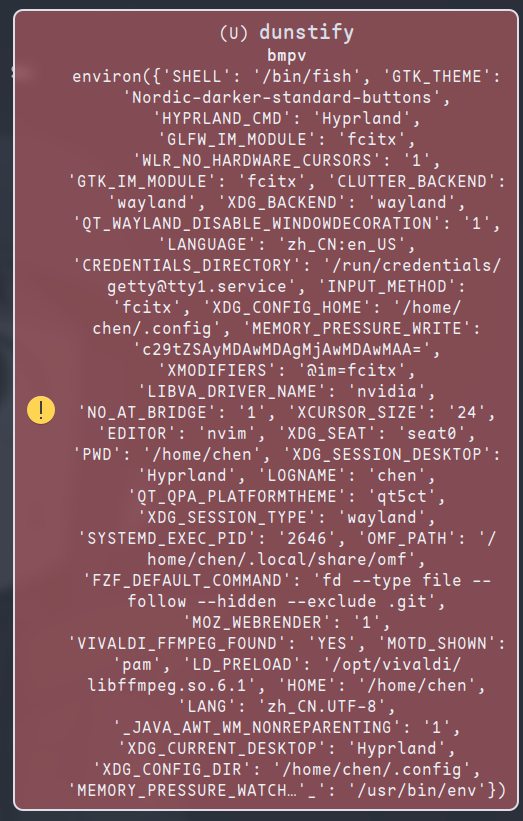 (U) dunstify
bmpv
environ({'SHELL': '/bin/fish', 'GTK_THEME':
'Nordic-darker-standard-buttons',
'HYPRLAND_CMD': 'Hyprland',
'GLFW_IM_MODULE': 'fcitx',
'WLR_NO_HARDWARE_CURSORS': '1',
'GTK_IM_MODULE': 'fcitx', 'CLUTTER_BACKEND':
'wayland', 'XDG_BACKEND': 'wayland',
'QT_WAYLAND_DISABLE_WINDOWDECORATION': '1',
'LANGUAGE': 'zh_CN:en_US',
'CREDENTIALS_DIRECTORY': '/run/credentials/
getty@tty1.service', 'INPUT_METHOD':
'fcitx', 'XDG_CONFIG_HOME': '/home/
chen/.config', 'MEMORY_PRESSURE_WRITE':
'c29tZSAyMDAwMDAgMjAwMDAwMAA=',
'XMODIFIERS': '@im=fcitx',
'LIBVA_DRIVER_NAME': 'nvidia',
'NO_AT_BRIDGE': '1', 'XCURSOR_SIZE': '24',
'EDITOR': 'nvim', 'XDG_SEAT': 'seat0',
'PWD': '/home/chen', 'XDG_SESSION_DESKTOP':
'Hyprland', 'LOGNAME': 'chen',
'QT_QPA_PLATFORMTHEME': 'qt5ct',
'XDG_SESSION_TYPE': 'wayland',
'SYSTEMD_EXEC_PID': '2646', 'OMF_PATH': '/
home/chen/.local/share/omf',
'FZF_DEFAULT_COMMAND': 'fd --type file --
follow --hidden --exclude .git',
'MOZ_WEBRENDER': '1',
'VIVALDI_FFMPEG_FOUND': 'YES', 'MOTD_SHOWN':
'pam', 'LD_PRELOAD': '/opt/vivaldi/
libffmpeg.so.6.1', 'HOME': '/home/chen',
'LANG': 'zh_CN.UTF-8',
'_JAVA_AWT_WM_NONREPARENTING': '1',
'XDG_CURRENT_DESKTOP': 'Hyprland',
'XDG_CONFIG_DIR': '/home/chen/.config',
'MEMORY_PRESSURE_WATCH…'_': '/usr/bin/env'})